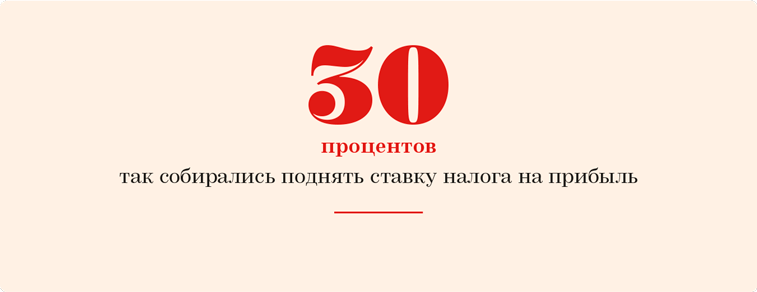 30
процентов
так собирались поднять ставку налога на прибыль